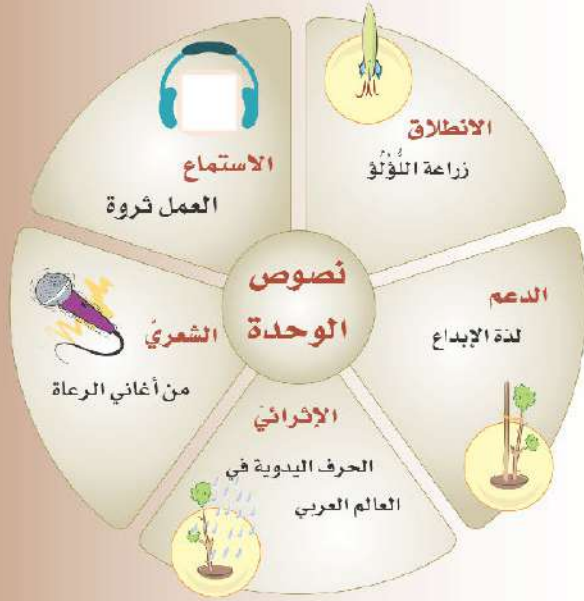 نصوص
الوحدة
الانطلاق
زراعة اللُّؤْلُؤ
الدعم
لذة الإبداع
الإثرائيّ
الحرف اليدوية في
العالم العربي
الشعريّ
من أغاني الرعاة
الاستماع
العمل ثروة